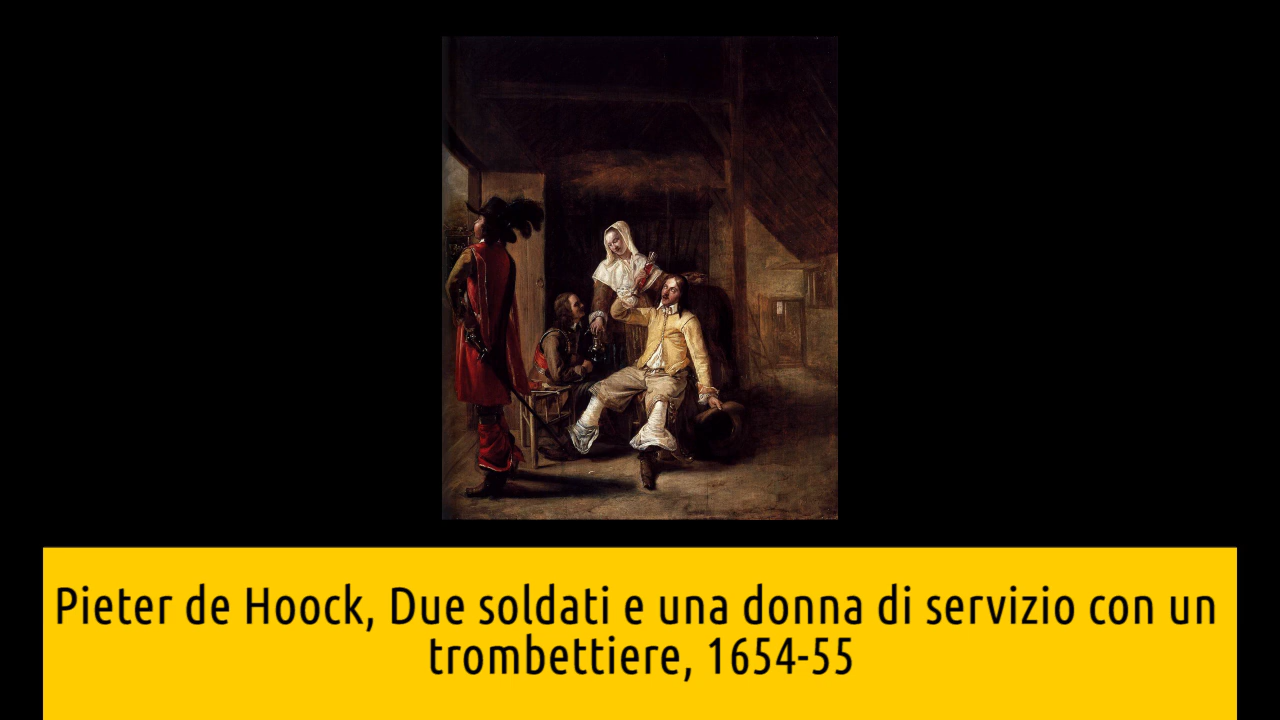 Pieter de Hoock, Due soldati e una donna di servizio con un
trombettiere, 1654-55